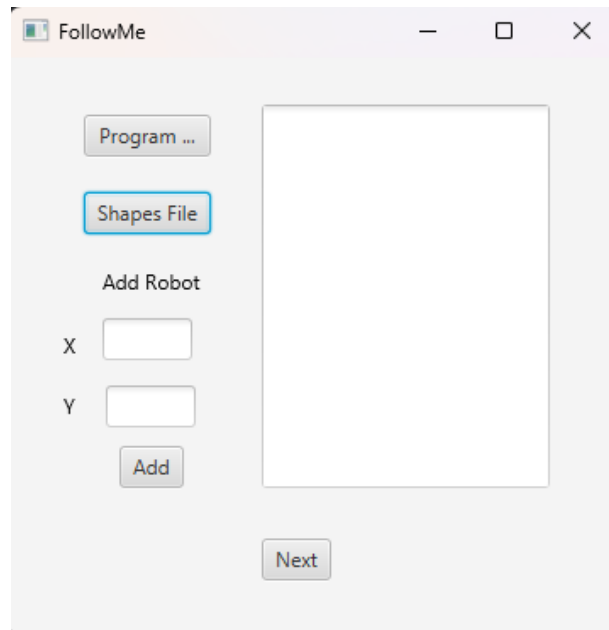 FollowMe
Program ...
Shapes File
Add Robot
X
Y
Add
Next